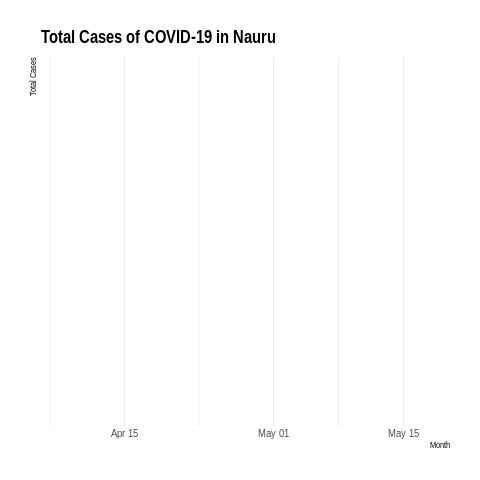 Total Cases of COVID-19 in Nauru
Total Cases
Apr 15
May 01
May 15
Month